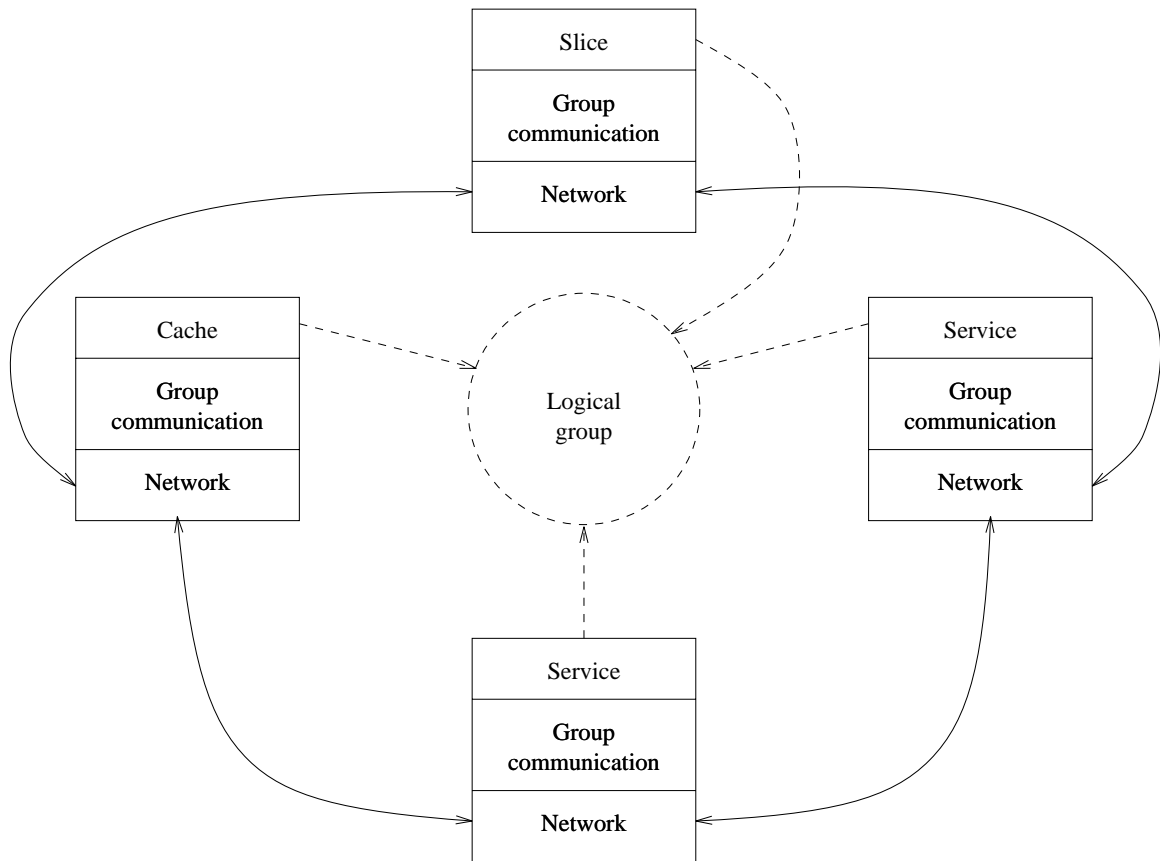 Slice
Group
communication
Network
Cache
Group
communication
Network
Logical
group
Service
Group
communication
Network
Service
Group
communication
Network